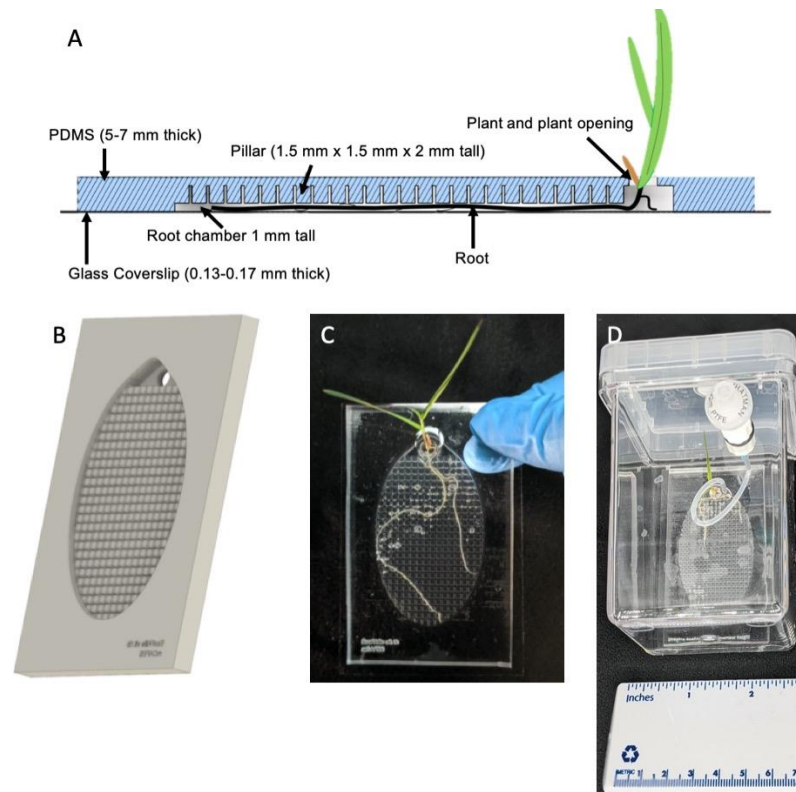 A
PDMS (5-7 mm thick)
Plant and plant opening
Pillar (1.5 mm x 1.5 mm x 2 mm tall)
Root chamber 1 mm tall
Root
Glass Coverslip (0.13-0.17 mm thick)
B
C
D
WHATMAN
PTFE
Inches 1 2
METRIC 1 2 3 4 5 6 7